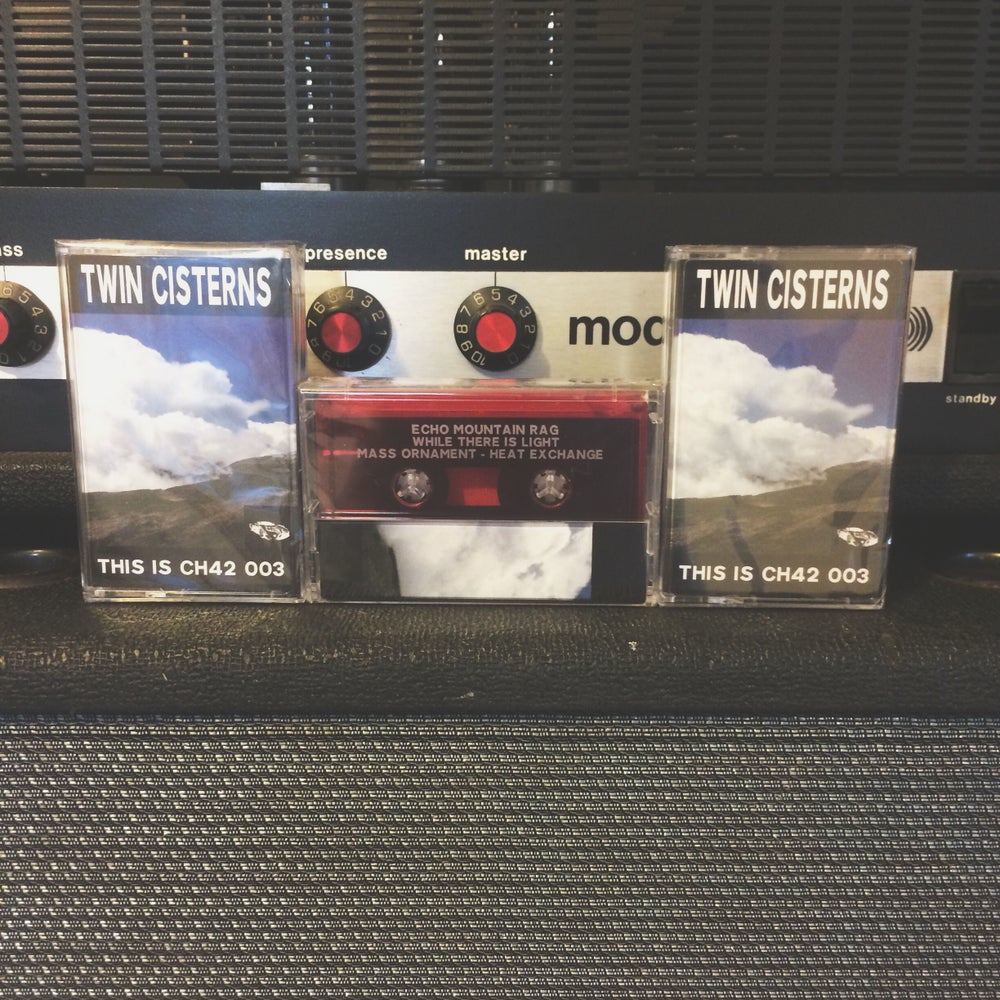 ss
presence
master
TWIN CISTERNS
THIS IS CH42 003
ECHO MOUNTAIN RAG
WHILE THERE IS LIGHT
MASS ORNAMENT - HEAT EXCHANGE
moc
TWIN CISTERNS
THIS IS CH42 003
standby